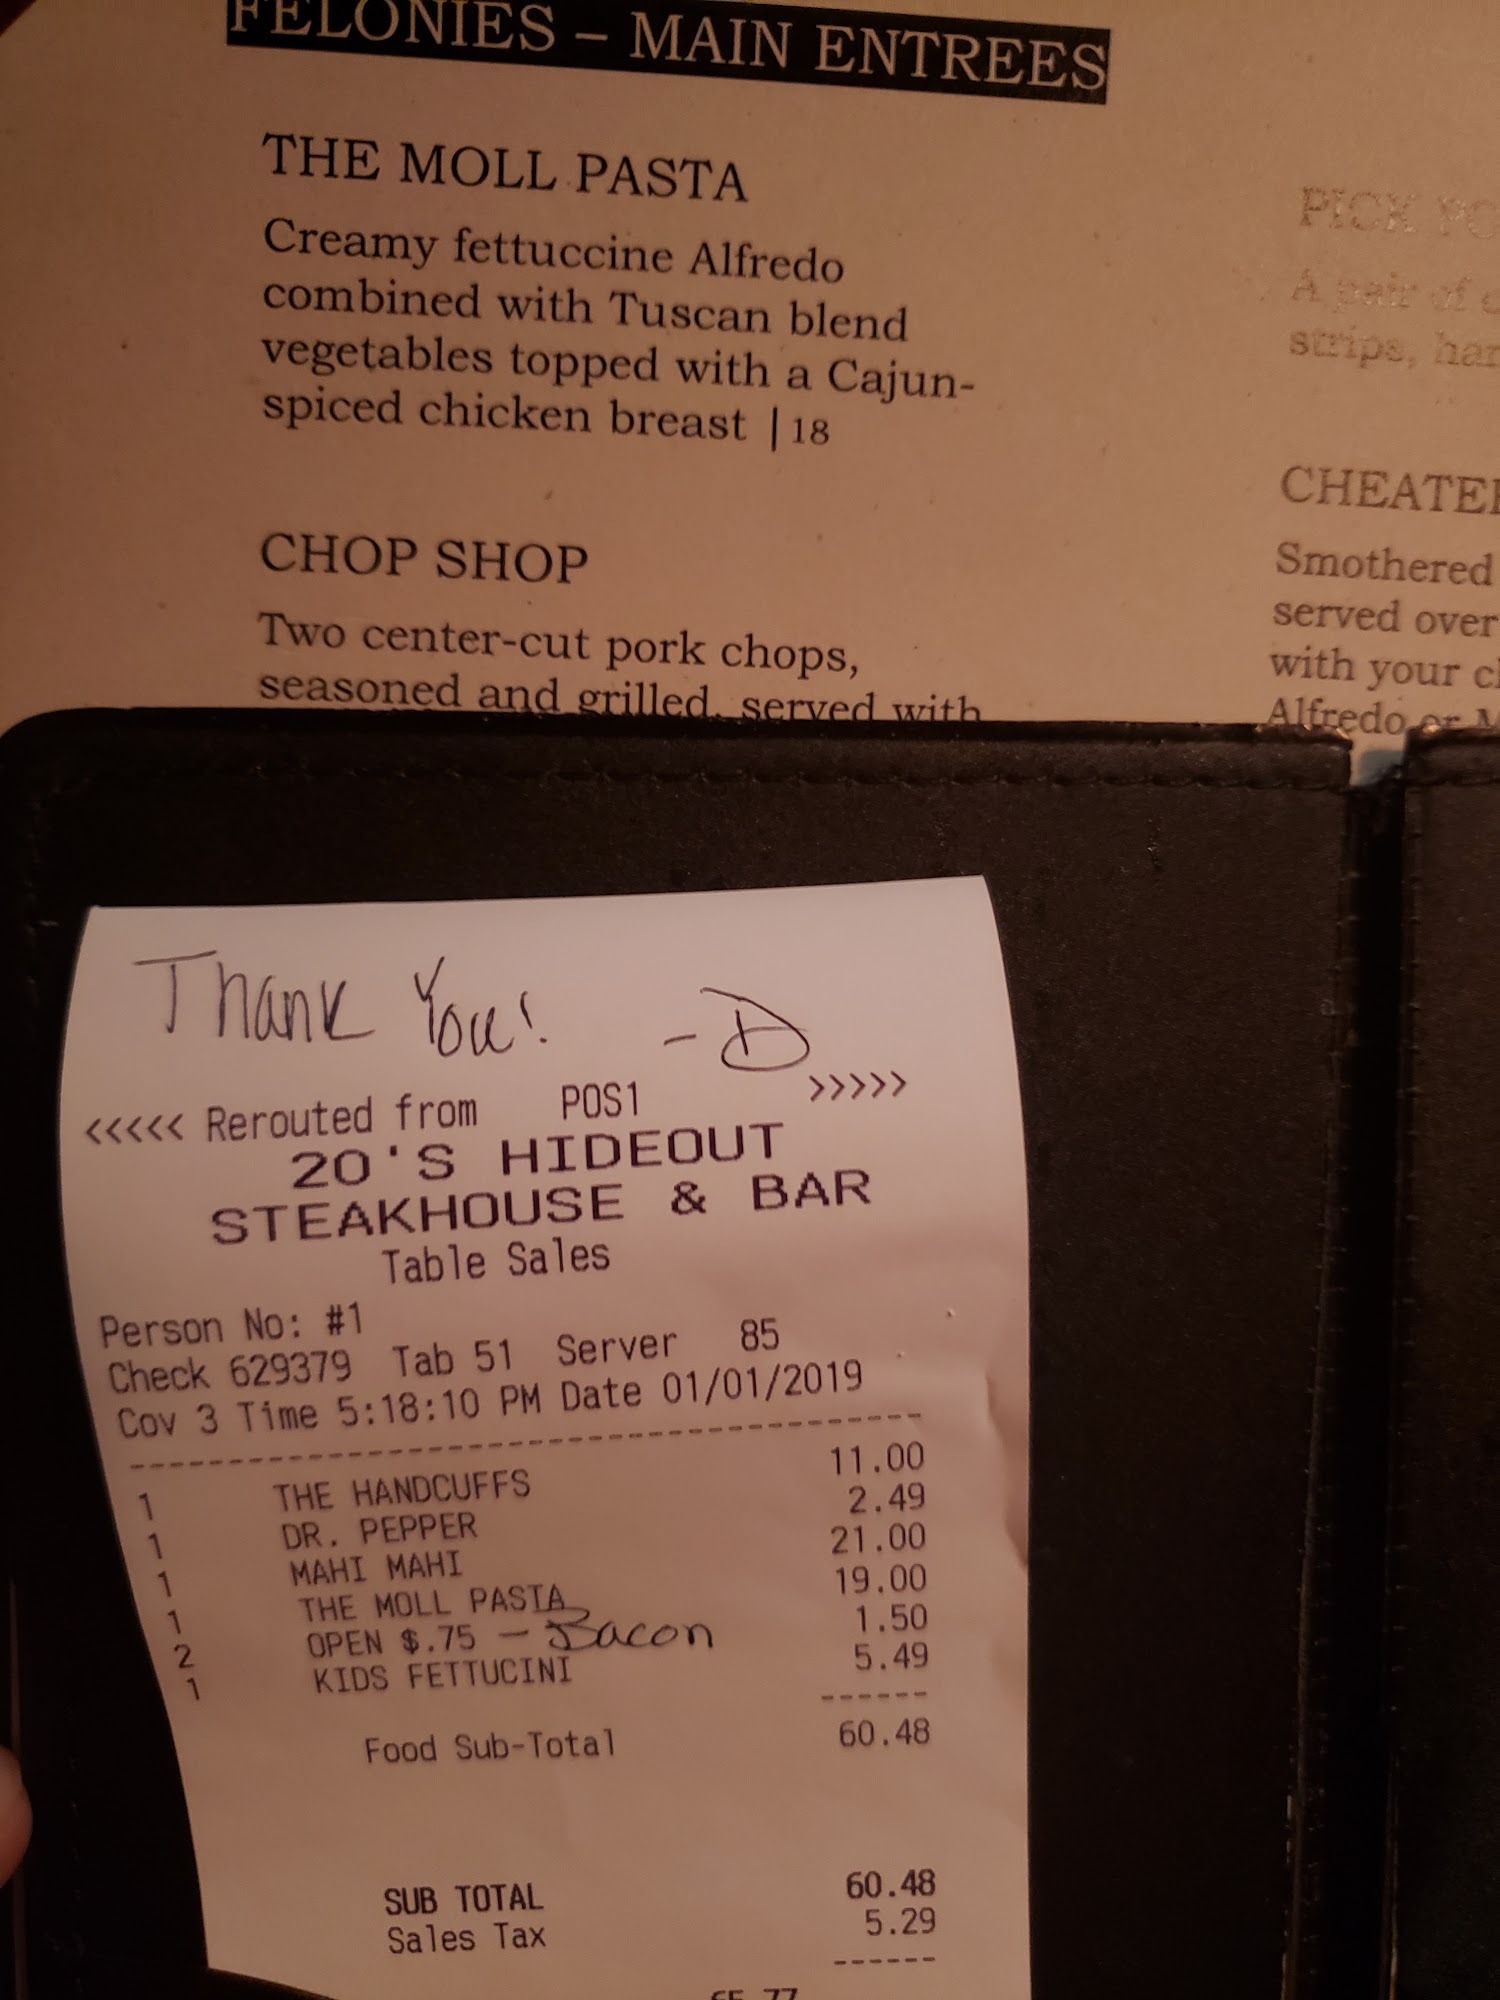 FELONIES – MAIN ENTREES
THE MOLL PASTA
Creamy fettuccine Alfredo
combined with Tuscan blend
vegetables topped with a Cajun-
spiced chicken breast | 18
CHOP SHOP
Two center-cut pork chops,
seasoned and grilled, served with
PICK
A pair of
strips,
Smothered
served over
with your
Alfredo or
Thank You! - D
<<<<< Rerouted from POS1 >>>>>
20'S HIDEOUT
STEAKHOUSE & BAR
Table Sales
Person No: #1
Check 629379 Tab 51 Server 85
Cov 3 Time 5:18:10 PM Date 01/01/2019
1 THE HANDCUFFS 11.00
1 DR. PEPPER 2.49
1 MAHI MAHI 21.00
1 THE MOLL PASTA 19.00
2 OPEN $.75 - Bacon 1.50
1 KIDS FETTUCINI 5.49
Food Sub-Total 60.48
SUB TOTAL 60.48
Sales Tax 5.29